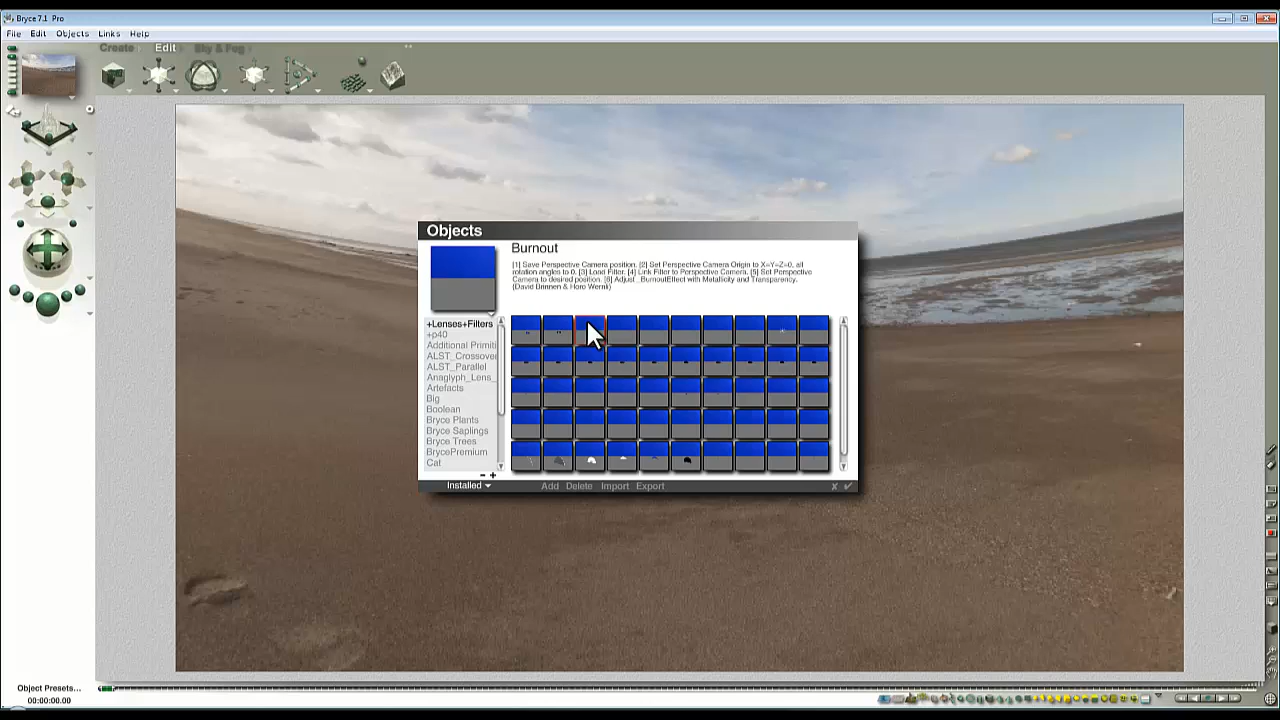 Bryce 7.1 Pro
File Edit Objects Links Help
Create Edit Sky & Fog
Objects
Burnout
[1] Save Perspective Camera position. [2] Set Perspective Camera Origin to X=Y=Z=0, all
rotation angles to 0. [3] Load Filter. [4] Link Filter to Perspective Camera. [5] Set Perspective
Camera to desired position. [6] Adjust _BurnoutEffect with Metallicity and Transparency.
(David Brinnen & Horo Wernli)
+Lenses+Filters
+p40
Additional Primiti
ALST_Crossover
ALST_Parallel
Anaglyph_Lens_
Artefacts
Big
Boolean
Bryce Plants
Bryce Saplings
Bryce Trees
BrycePremium
Cat
Installed Add Delete Import Export
Object Presets...
00:00:00.00